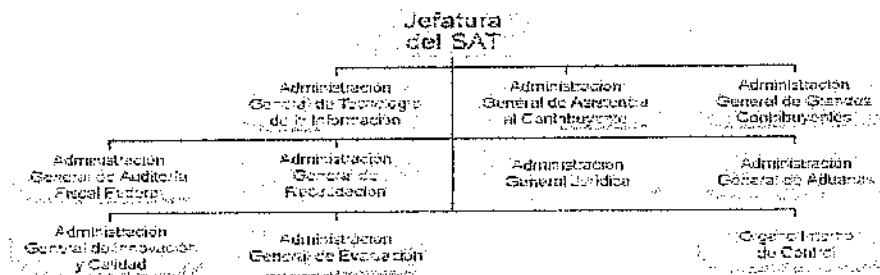 Jefatura
del SAT
Administración
General de Tecnología
de la Información
Administración
General de Asistencia
al Contribuyente
Administración
General de Grandes
Contribuyentes
Administración
General de Auditoría
Fiscal Federal
Administración
General de
Recaudación
Administración
General Jurídica
Administración
General de Aduanas
Administración
General de Innovación
y Calidad
Administración
General de Evaluación
Organo Interno
de Control